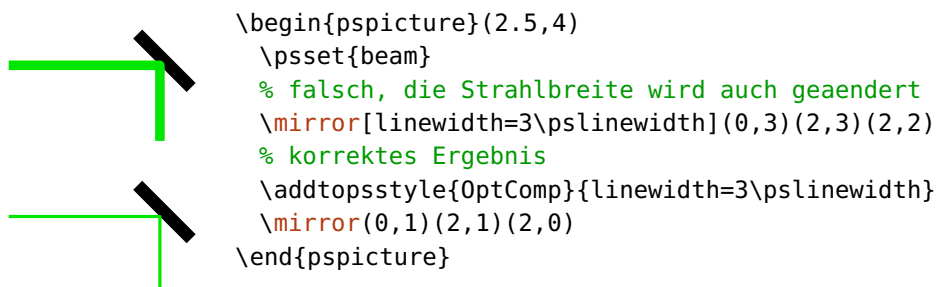 \begin{pspicture}(2.5,4)
\psset{beam}
% falsch, die Strahlbreite wird auch geaendert
\mirror[linewidth=3\pslinewidth](0,3)(2,3)(2,2)
% korrektes Ergebnis
\addtopsstyle{OptComp}{linewidth=3\pslinewidth}
\mirror(0,1)(2,1)(2,0)
\end{pspicture}